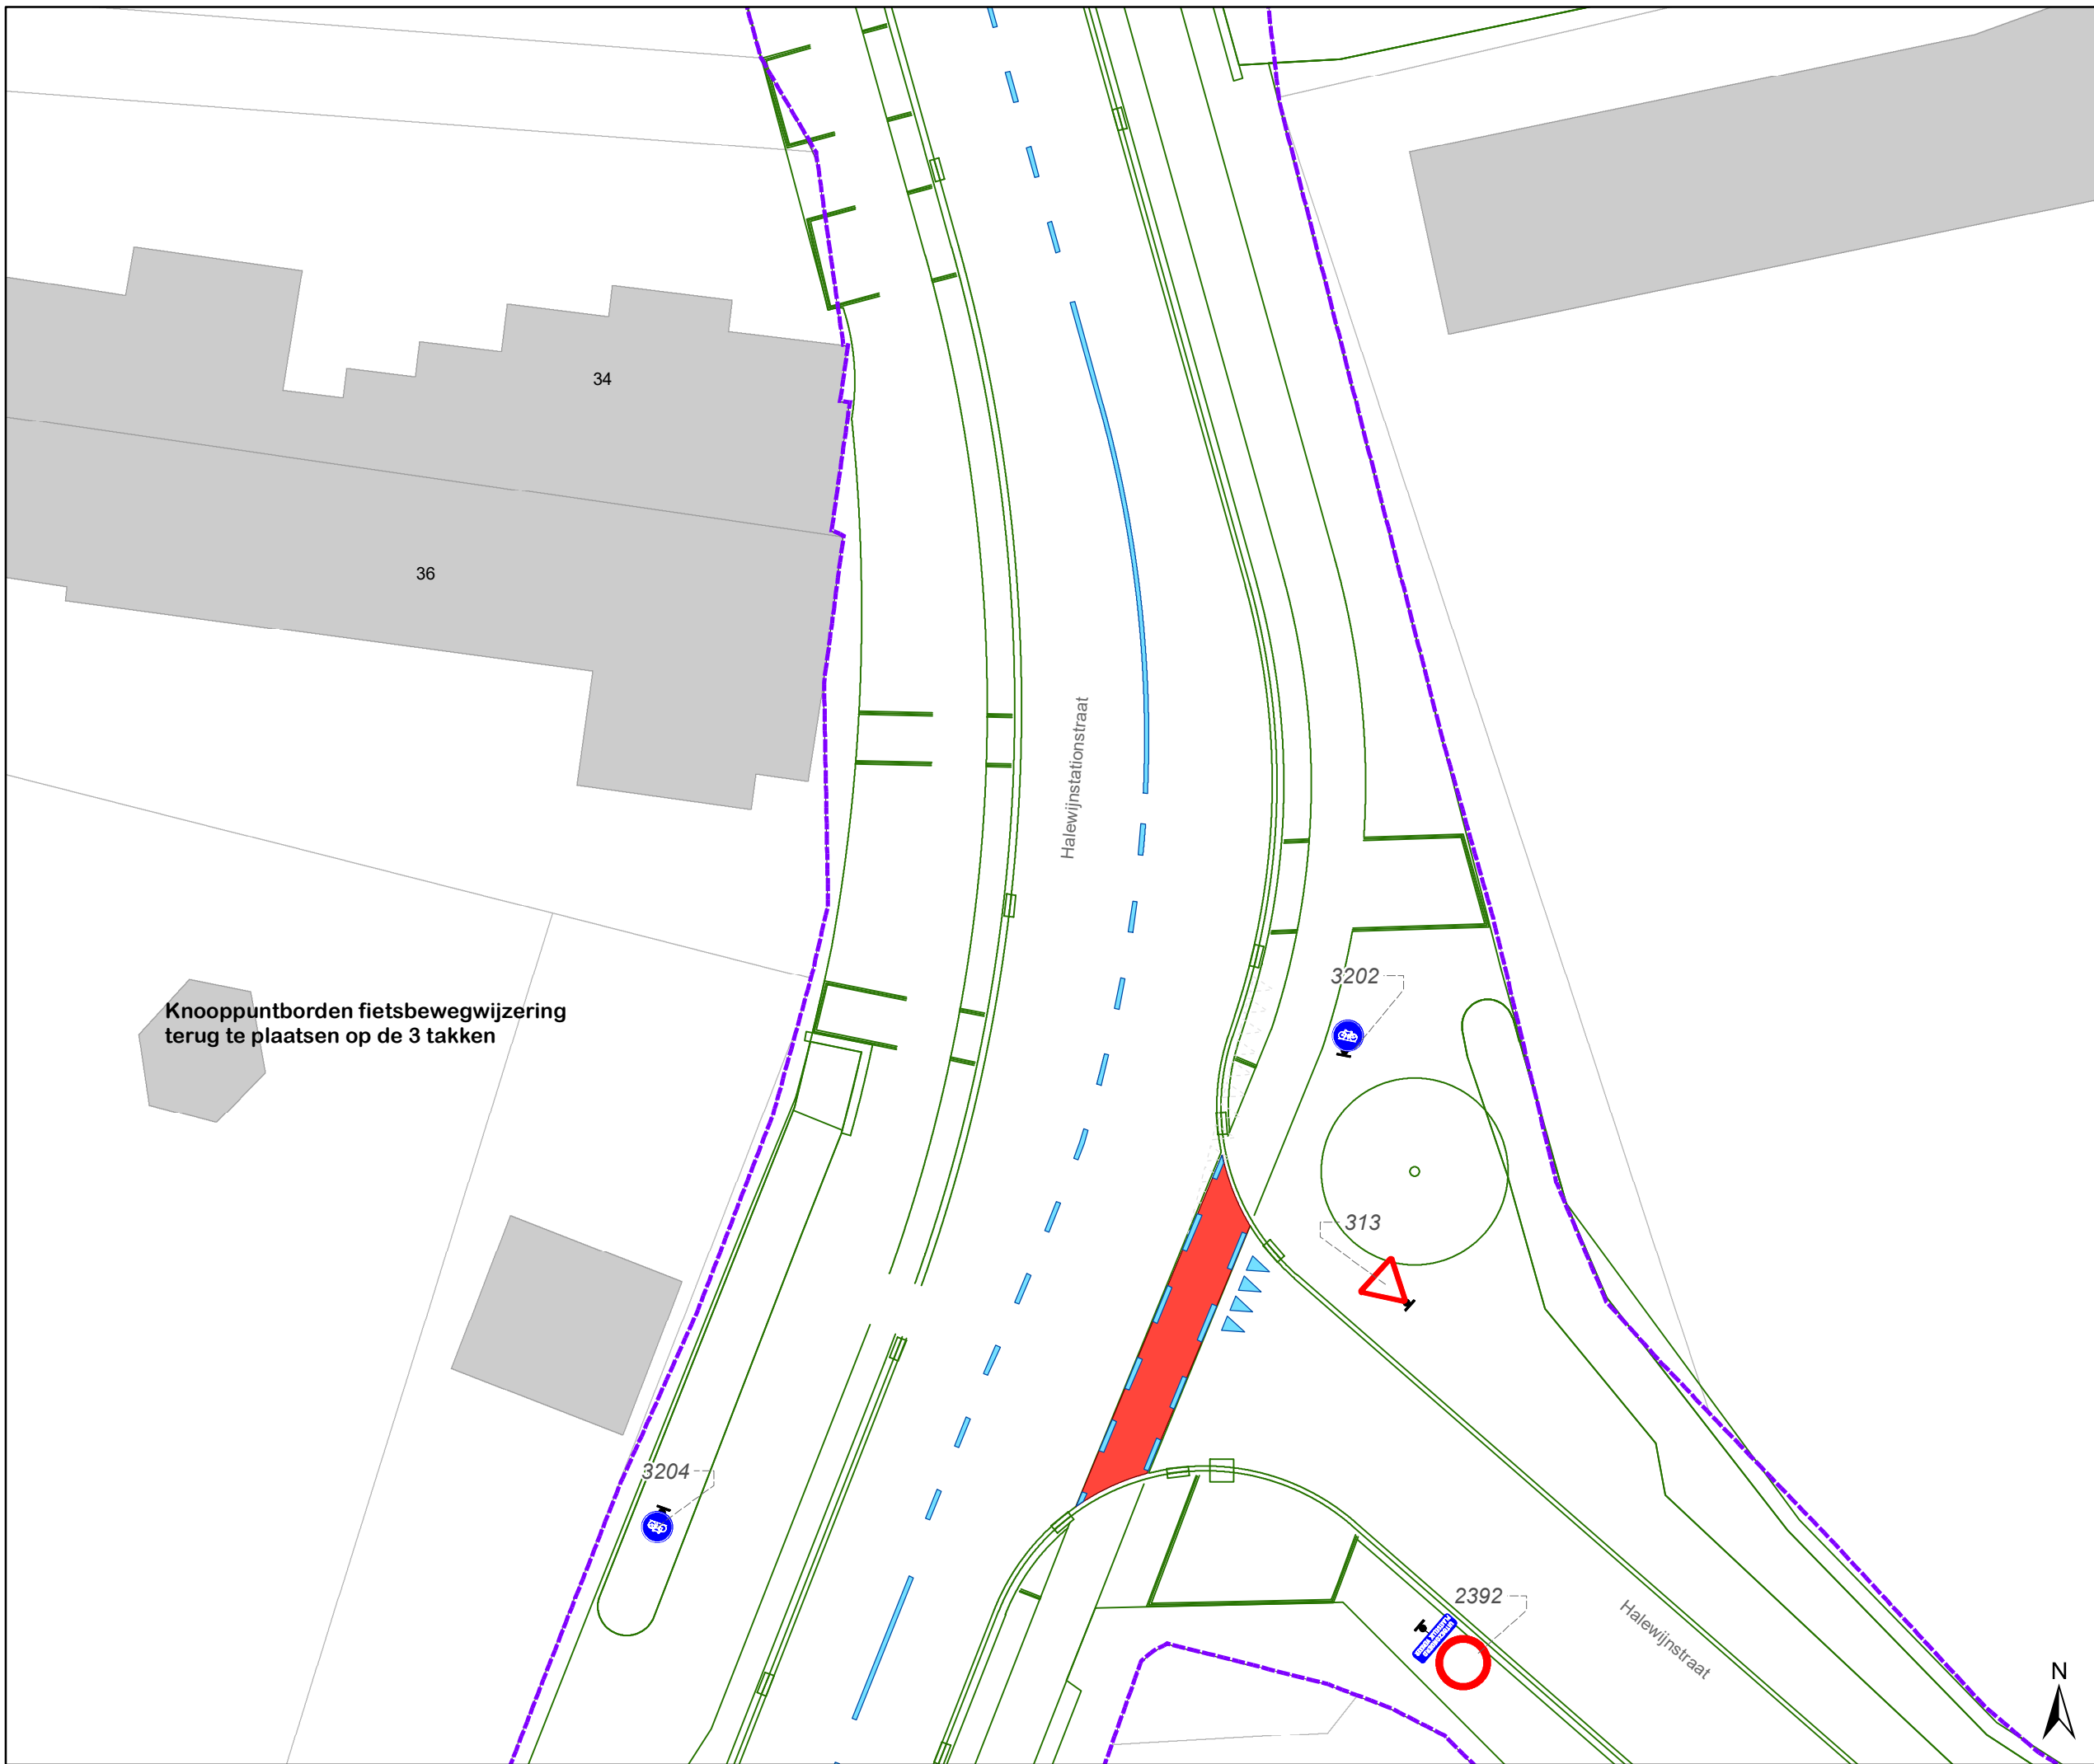 34
36
Halewijnstationstraat
3202
Knooppuntborden fietsbewegwijzering
terug te plaatsen op de 3 takken
313
3204
2392
Halewijnstraat
N